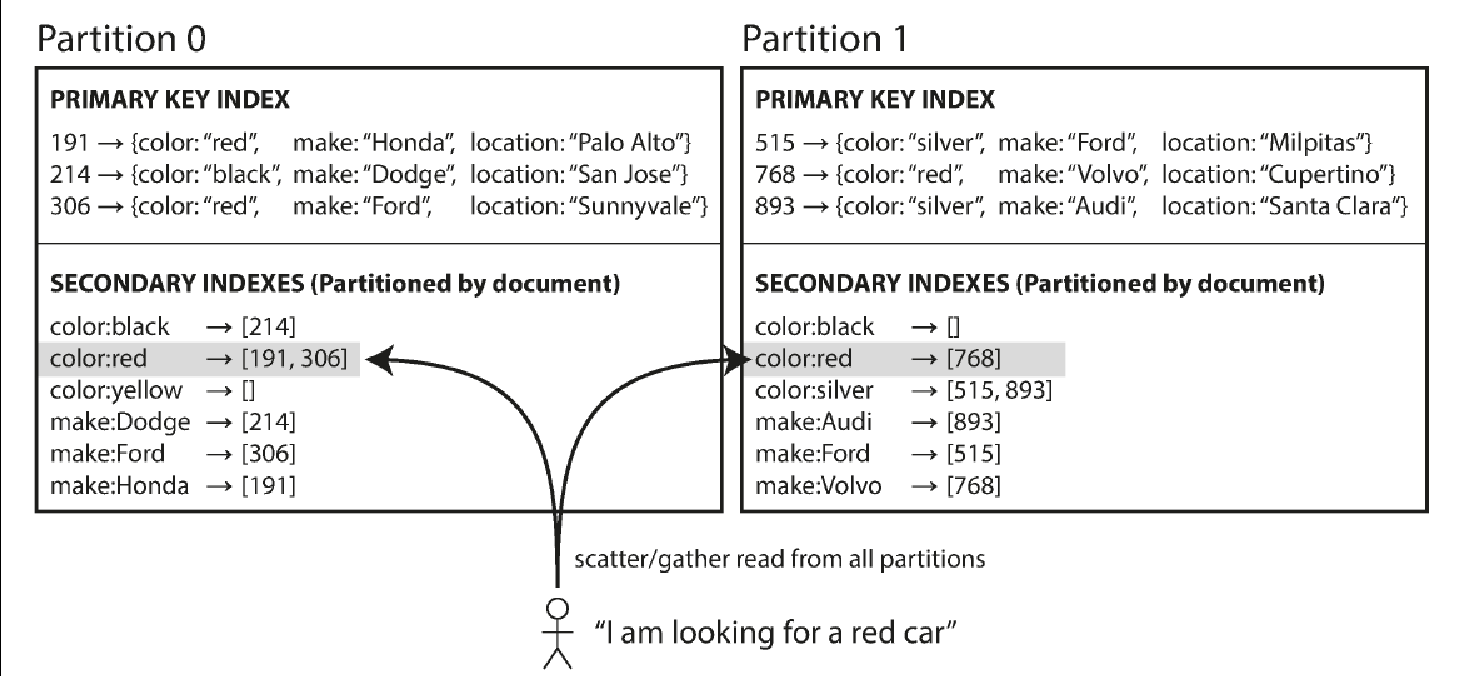 Partition 0
PRIMARY KEY INDEX
191 → {color: “red”, make: “Honda”, location: “Palo Alto”}
214 → {color: “black”, make: “Dodge”, location: “San Jose”}
306 → {color: “red”, make: “Ford”, location: “Sunnyvale”}
SECONDARY INDEXES (Partitioned by document)
color:black → [214]
color:red → [191, 306]
color:yellow → []
make:Dodge → [214]
make:Ford → [306]
make:Honda → [191]
Partition 1
PRIMARY KEY INDEX
515 → {color: “silver”, make: “Ford”, location: “Milpitas”}
768 → {color: “red”, make: “Volvo”, location: “Cupertino”}
893 → {color: “silver”, make: “Audi”, location: “Santa Clara”}
SECONDARY INDEXES (Partitioned by document)
color:black → []
color:red → [768]
color:silver → [515, 893]
make:Audi → [893]
make:Ford → [515]
make:Volvo → [768]
scatter/gather read from all partitions
“I am looking for a red car”